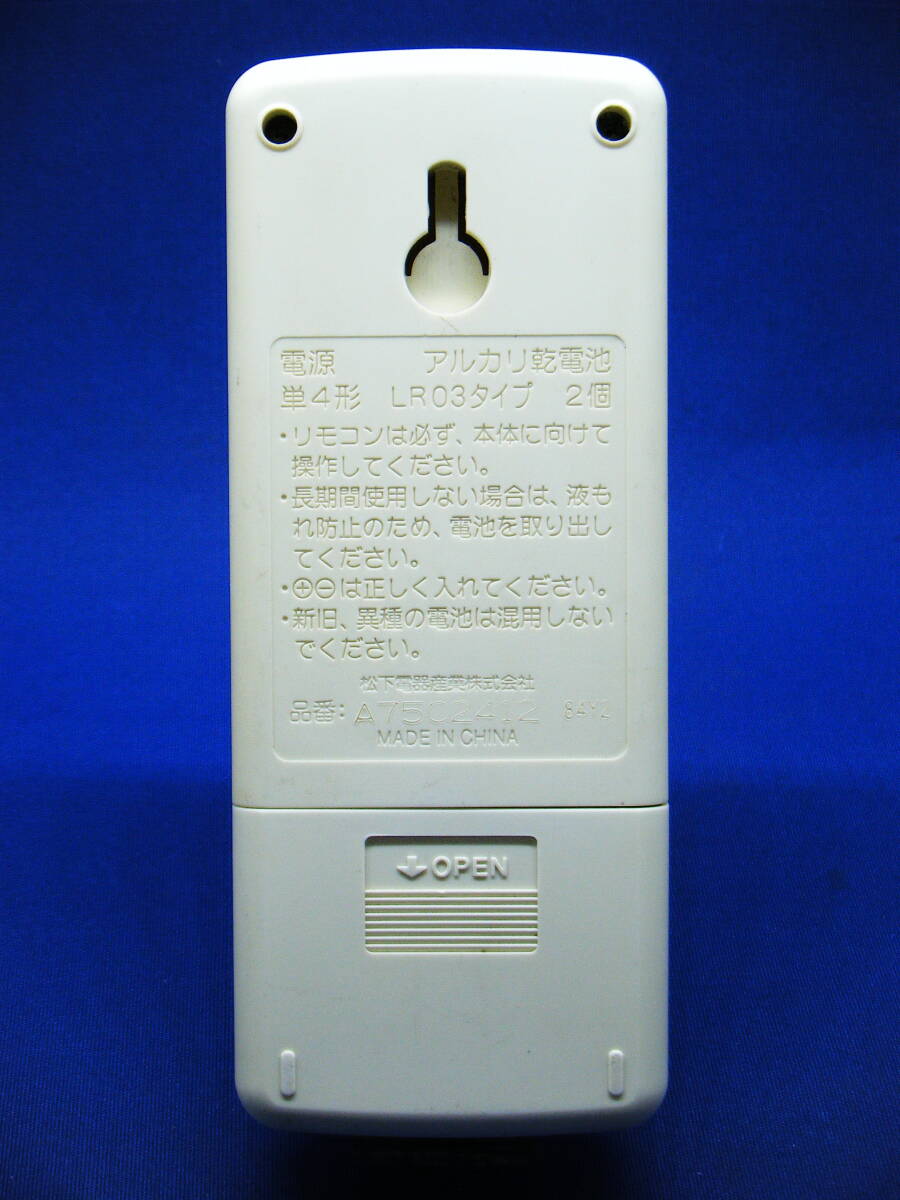 電源　アルカリ乾電池
単4形　LR03タイプ　2個
・リモコンは必ず、本体に向けて
操作してください。
・長期間使用しない場合は、液も
れ防止のため、電池を取り出し
てください。
・⊕⊖は正しく入れてください。
・新旧、異種の電池は混用しない
でください。
松下電器産業株式会社
品番：A75C2412 84Y2
MADE IN CHINA
OPEN